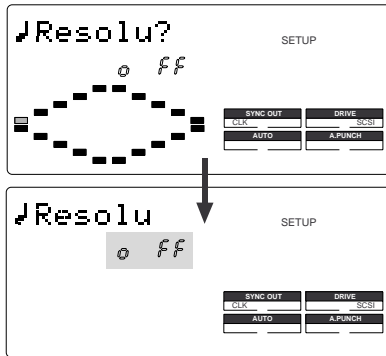 ♩Resolu?
SETUP
o FF
SYNC OUT DRIVE
CLK SCSI
AUTO A.PUNCH
♩Resolu
SETUP
o FF
SYNC OUT DRIVE
CLK SCSI
AUTO A.PUNCH